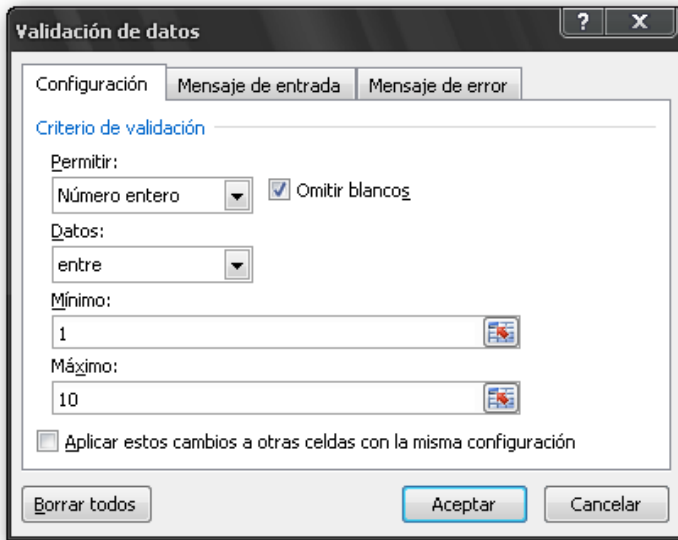 Validación de datos
? X
Configuración Mensaje de entrada Mensaje de error
Criterio de validación
Permitir:
Número entero Omitir blancos
Datos:
entre
Mínimo:
1
Máximo:
10
Aplicar estos cambios a otras celdas con la misma configuración
Borrar todos Aceptar Cancelar